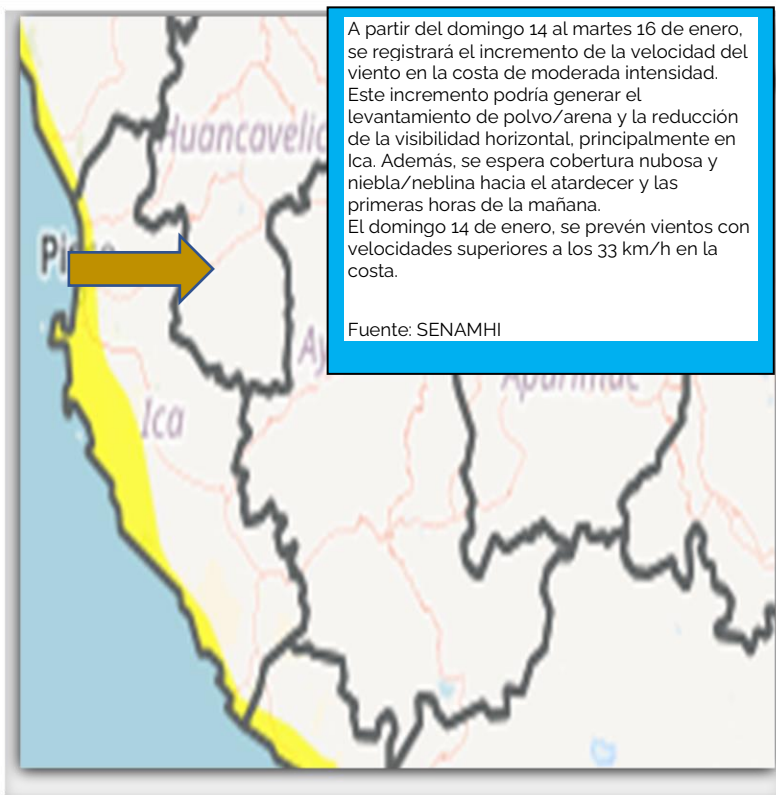 A partir del domingo 14 al martes 16 de enero,
se registrará el incremento de la velocidad del
viento en la costa de moderada intensidad.
Este incremento podría generar el
levantamiento de polvo/arena y la reducción
de la visibilidad horizontal, principalmente en
Ica. Además, se espera cobertura nubosa y
niebla/neblina hacia el atardecer y las
primeras horas de la mañana.
El domingo 14 de enero, se prevén vientos con
velocidades superiores a los 33 km/h en la
costa.
Fuente: SENAMHI
Huancavelic
Pi
Ay
Ica